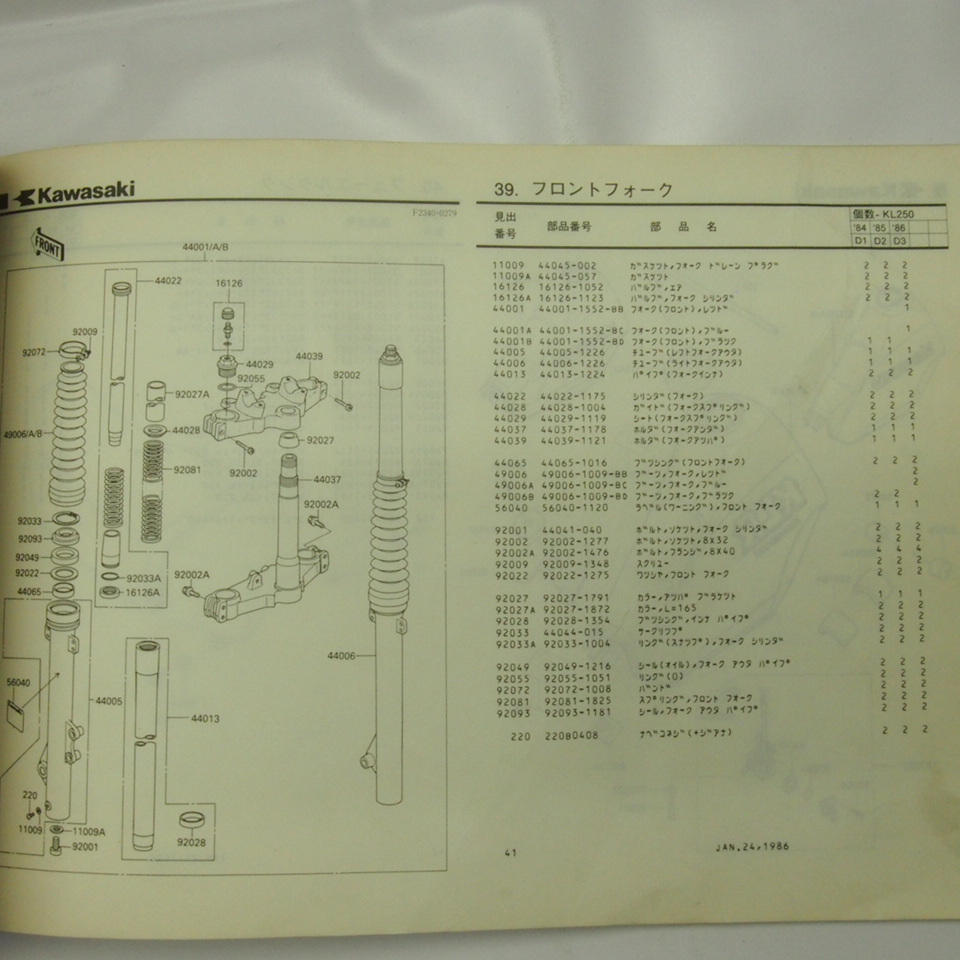 Kawasaki
F2340-0279
FRONT
44001/A/B
44022
16126
92009
92072
44029
44039
92055
92002
92027A
49006/A/B
44028
92027
92081
92002
44037
92002A
92033
92093
92049
92022
92033A
92002A
44065
16126A
44006
56040
44005
44013
220
11009
11009A
92001
92028
39. フロントフォーク
見出番号 部品番号 部品名 個数-KL250
'84 '85 '86
D1 D2 D3
11009 44045-002 ガスケット,フォーク ドレーン プラグ 2 2 2
11009A 44045-057 ガスケット 2 2 2
16126 16126-1052 バルブ,エア 2 2 2
16126A 16126-1123 バルブ,フォーク シリンダ 2 2 2
44001 44001-1552-BB フォーク(フロント),レッド 1
44001A 44001-1552-BC フォーク(フロント),ブルー 1
44001B 44001-1552-BD フォーク(フロント),ブラック 1 1
44005 44005-1226 チューブ(レフトフォークアウタ) 1 1 1
44006 44006-1226 チューブ(ライトフォークアウタ) 1 1 1
44013 44013-1224 パイプ(フォークインナ) 2 2 2
44022 44022-1175 シリンダ(フォーク) 2 2 2
44028 44028-1004 ガイド(フォークスプリング) 2 2 2
44029 44029-1119 シート(フォークスプリング) 2 2 2
44037 44037-1178 ホルダ(フォークアンダ) 1 1 1
44039 44039-1121 ホルダ(フォークアッパ) 1 1 1
44065 44065-1016 ブッシング(フロントフォーク) 2 2 2
49006 49006-1009-BB ブーツ,フォーク,レッド 2
49006A 49006-1009-BC ブーツ,フォーク,ブルー 2
49006B 49006-1009-BD ブーツ,フォーク,ブラック 2 2
56040 56040-1120 ラベル(ワーニング),フロント フォーク 1 1 1
92001 44041-040 ボルト,ソケット,フォーク シリンダ 2 2 2
92002 92002-1277 ボルト,ソケット,8X32 2 2 2
92002A 92002-1476 ボルト,フランジ,8X40 4 4 4
92009 92009-1348 スクリュー 2 2 2
92022 92022-1275 ワッシャ,フロント フォーク 2 2 2
92027 92027-1791 カラー,アッパ ブラケット 1 1 1
92027A 92027-1872 カラー,L=165 2 2 2
92028 92028-1354 ブッシング,インナ パイプ 2 2 2
92033 44044-015 サークリップ 2 2 2
92033A 92033-1004 リング(スナップ),フォーク シリンダ 2 2 2
92049 92049-1216 シール(オイル),フォーク アウタ パイプ 2 2 2
92055 92055-1051 リング(O) 2 2 2
92072 92072-1008 バンド 2 2 2
92081 92081-1825 スプリング,フロント フォーク 2 2 2
92093 92093-1181 シール,フォーク アウタ パイプ 2 2 2
220 220B0408 ナベコネジ(+ジアナ) 2 2 2
41
JAN.24,1986